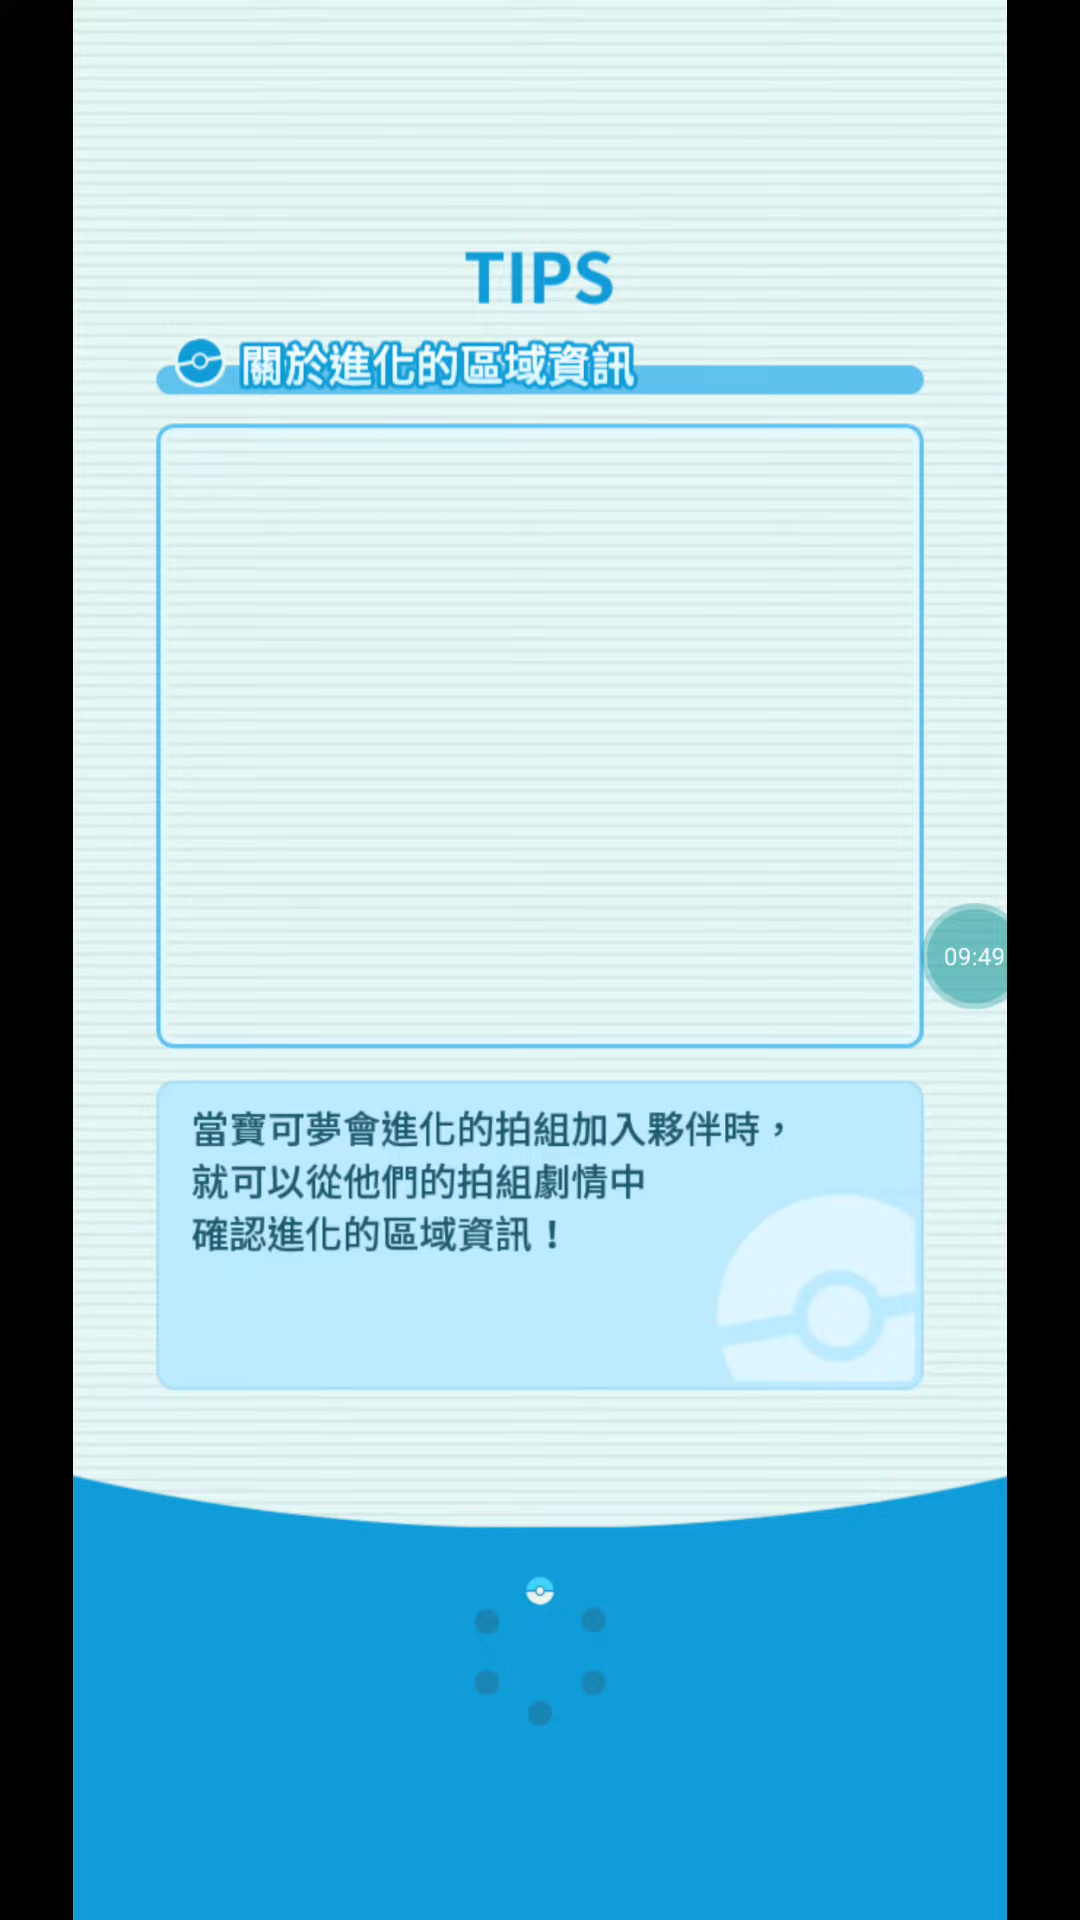 TIPS
關於進化的區域資訊
09:49
當寶可夢會進化的拍組加入夥伴時，
就可以從他們的拍組劇情中
確認進化的區域資訊！